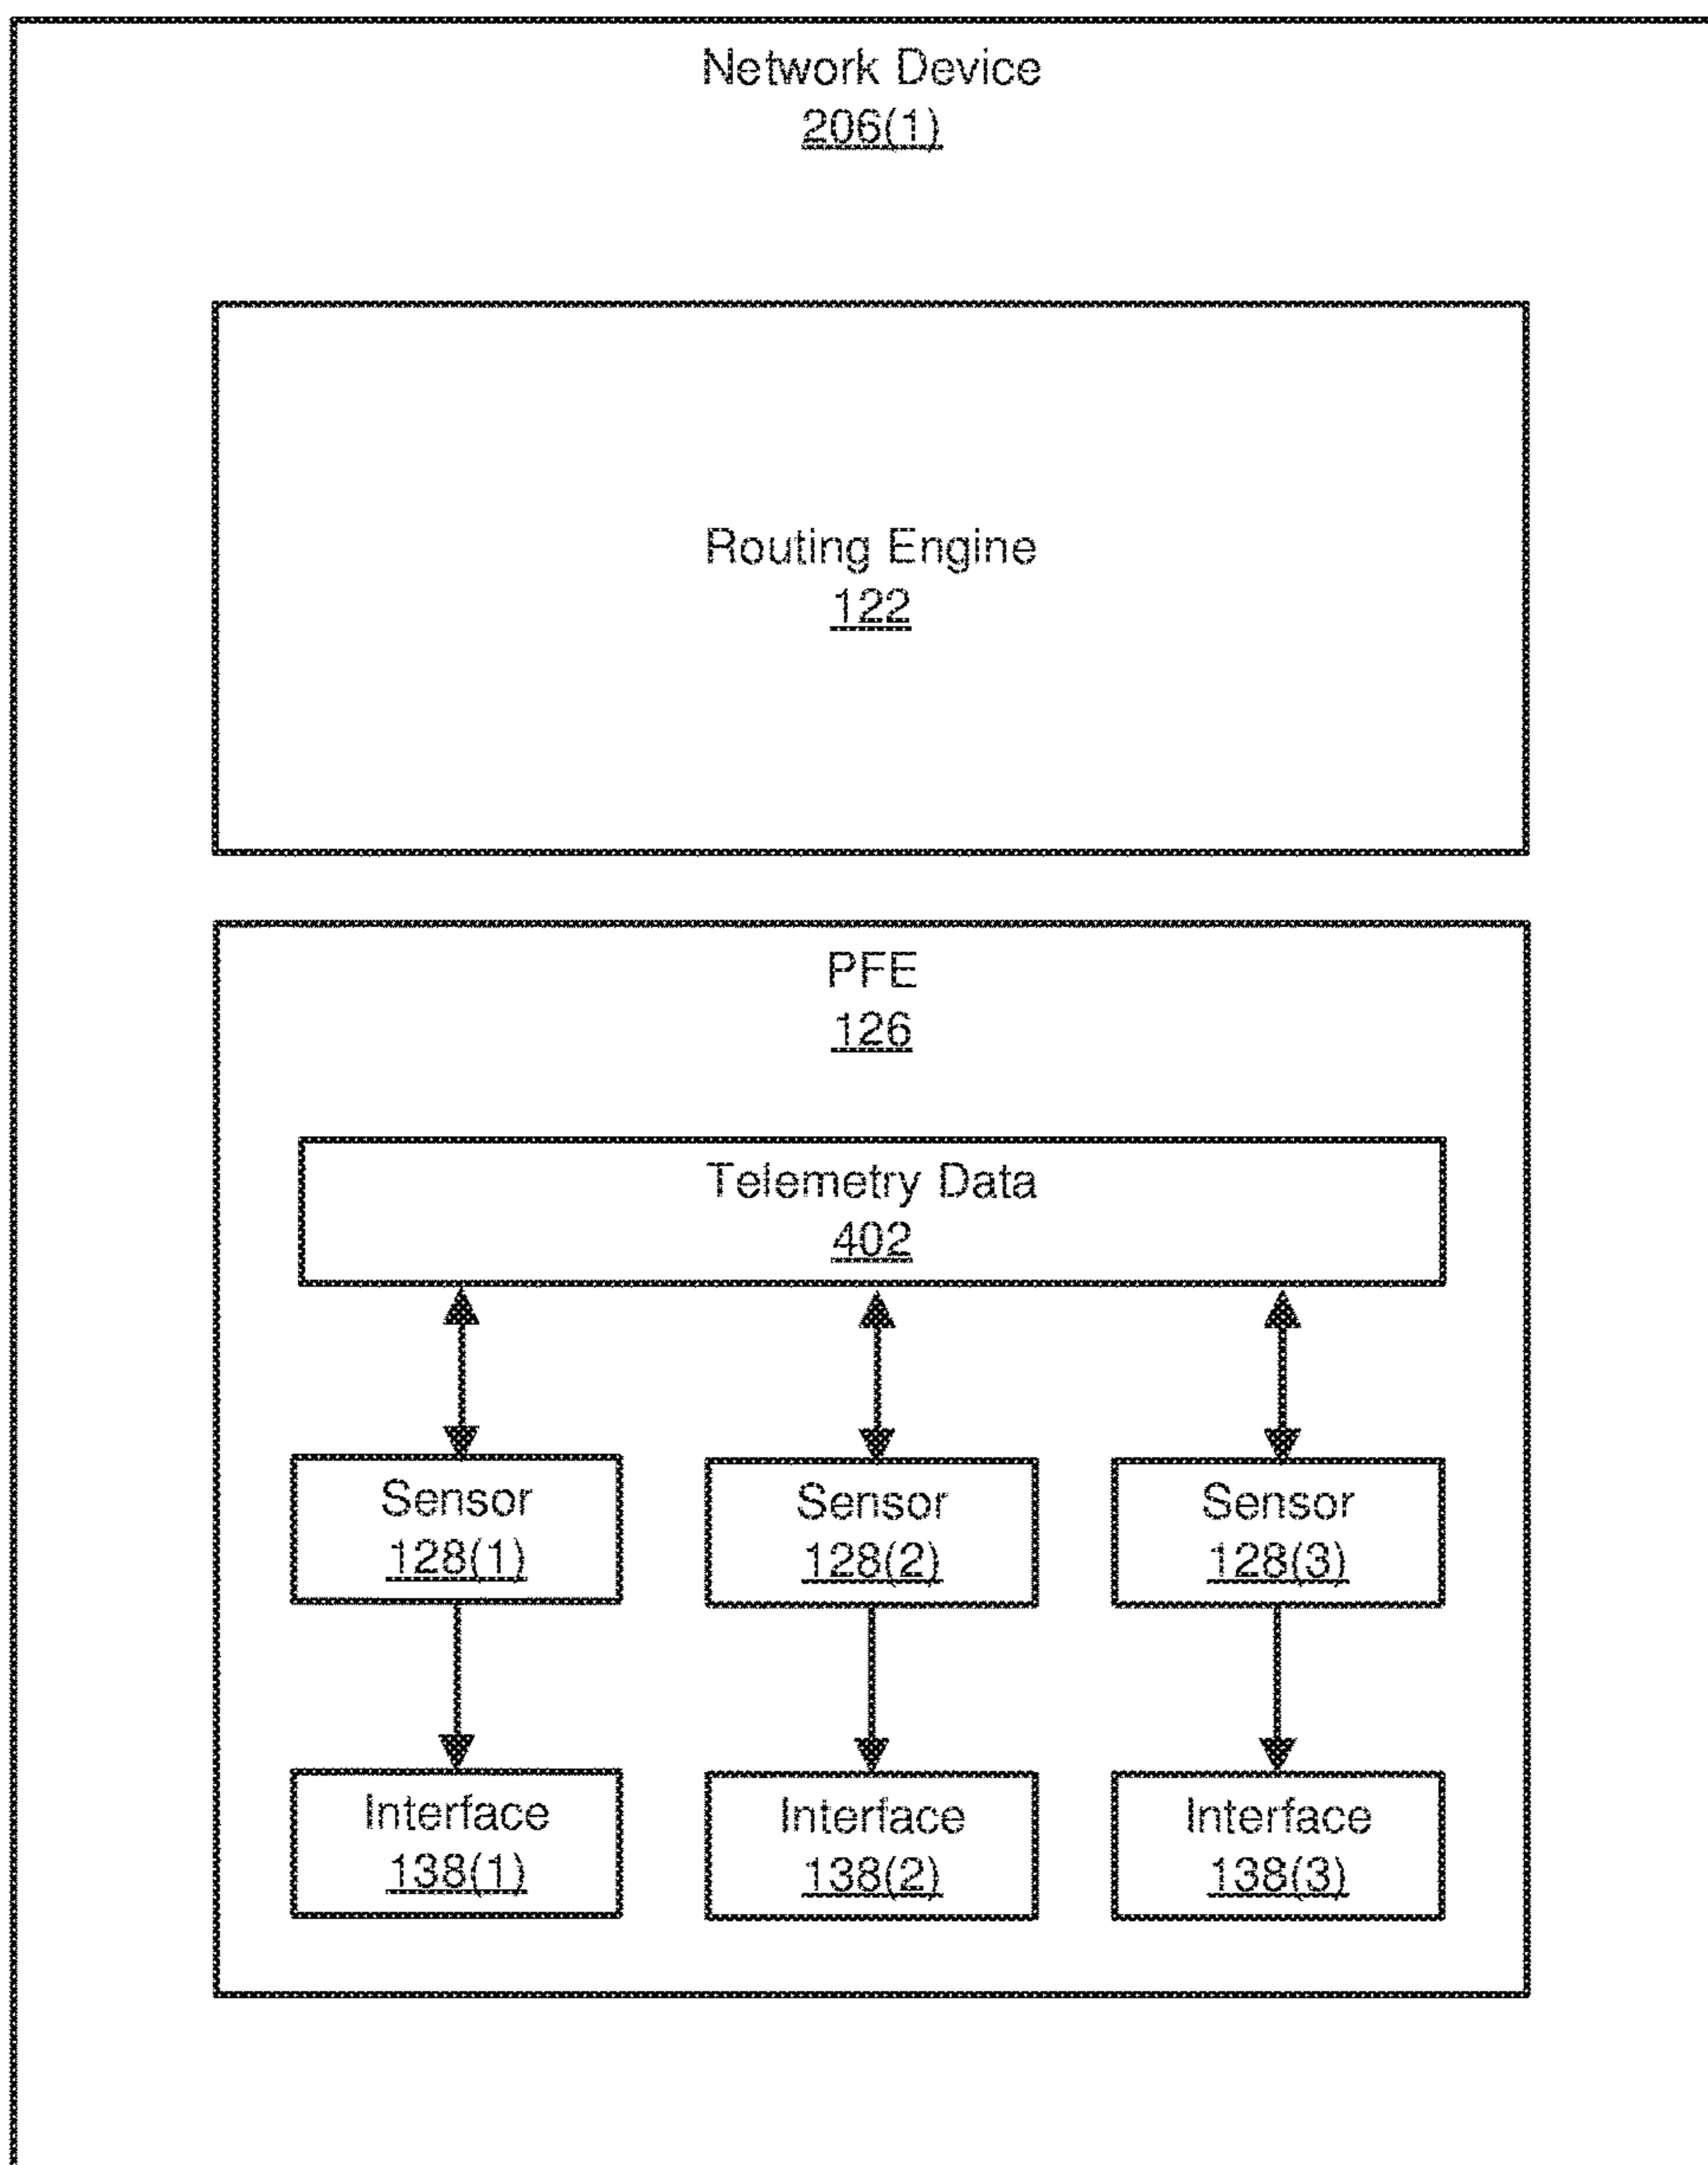 Network Device
206(1)
Routing Engine
122
PFE
126
Telemetry Data
402
Sensor
128(1)
Sensor
128(2)
Sensor
128(3)
Interface
138(1)
Interface
138(2)
Interface
138(3)